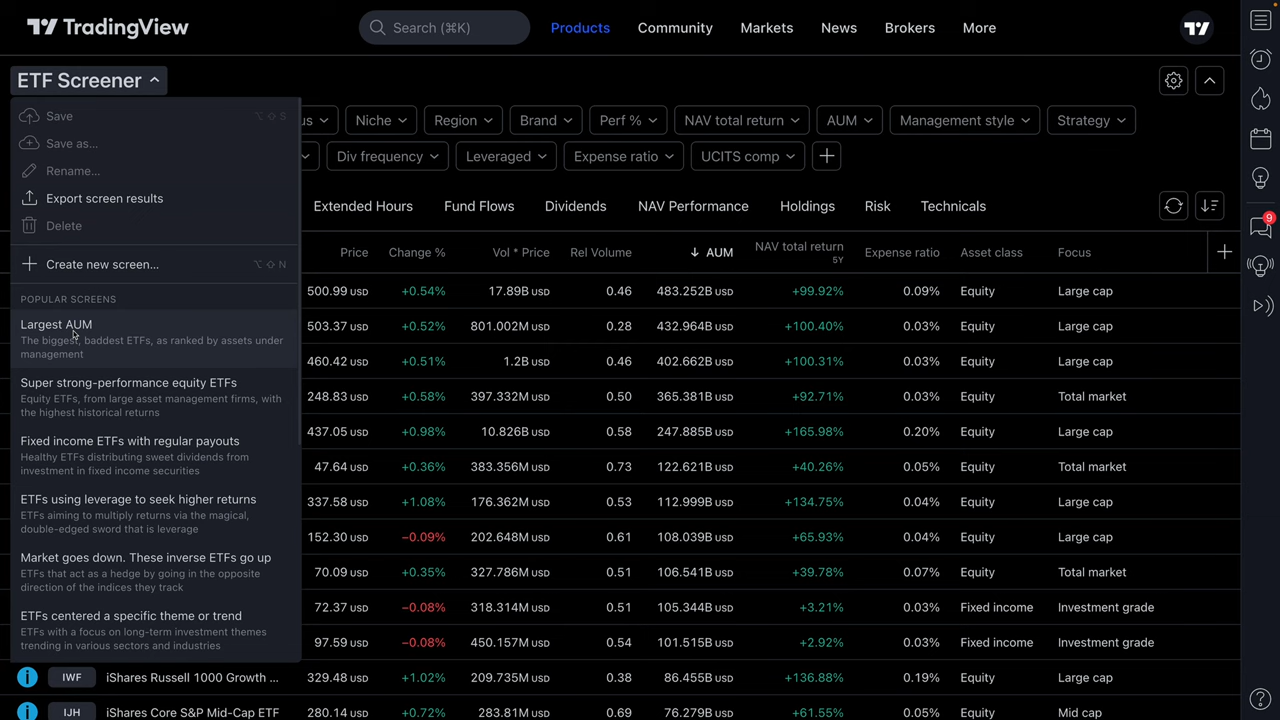 TradingView
Search (⌘K)
Products
Community
Markets
News
Brokers
More
ETF Screener
Niche
Region
Brand
Perf %
NAV total return
AUM
Management style
Strategy
Div frequency
Leveraged
Expense ratio
UCITS comp
Save ⌥ ⇧ S
Save as...
Rename...
Export screen results
Delete
Create new screen... ⌥ ⇧ N
POPULAR SCREENS
Largest AUM
The biggest, baddest ETFs, as ranked by assets under
management
Super strong-performance equity ETFs
Equity ETFs, from large asset management firms, with
the highest historical returns
Fixed income ETFs with regular payouts
Healthy ETFs distributing sweet dividends from
investment in fixed income securities
ETFs using leverage to seek higher returns
ETFs aiming to multiply returns via the magical,
double-edged sword that is leverage
Market goes down. These inverse ETFs go up
ETFs that act as a hedge by going in the opposite
direction of the indices they track
ETFs centered a specific theme or trend
ETFs with a focus on long-term investment themes
trending in various sectors and industries
Extended Hours
Fund Flows
Dividends
NAV Performance
Holdings
Risk
Technicals
Price Change % Vol * Price Rel Volume ↓ AUM NAV total return 5Y Expense ratio Asset class Focus
500.99 USD +0.54% 17.89B USD 0.46 483.252B USD +99.92% 0.09% Equity Large cap
503.37 USD +0.52% 801.002M USD 0.28 432.964B USD +100.40% 0.03% Equity Large cap
460.42 USD +0.51% 1.2B USD 0.46 402.662B USD +100.31% 0.03% Equity Large cap
248.83 USD +0.58% 397.332M USD 0.50 365.381B USD +92.71% 0.03% Equity Total market
437.05 USD +0.98% 10.826B USD 0.58 247.885B USD +165.98% 0.20% Equity Large cap
47.64 USD +0.36% 383.356M USD 0.73 122.621B USD +40.26% 0.05% Equity Total market
337.58 USD +1.08% 176.362M USD 0.53 112.999B USD +134.75% 0.04% Equity Large cap
152.30 USD −0.09% 202.648M USD 0.61 108.039B USD +65.93% 0.04% Equity Large cap
70.09 USD +0.35% 327.786M USD 0.51 106.541B USD +39.78% 0.07% Equity Total market
72.37 USD −0.08% 318.314M USD 0.51 105.344B USD +3.21% 0.03% Fixed income Investment grade
97.59 USD −0.08% 450.157M USD 0.54 101.515B USD +2.92% 0.03% Fixed income Investment grade
IWF iShares Russell 1000 Growth ... 329.48 USD +1.02% 209.735M USD 0.38 86.455B USD +136.88% 0.19% Equity Large cap
IJH iShares Core S&P Mid-Cap ETF 280.14 USD +0.72% 283.81M USD 0.69 76.279B USD +61.55% 0.05% Equity Mid cap
9